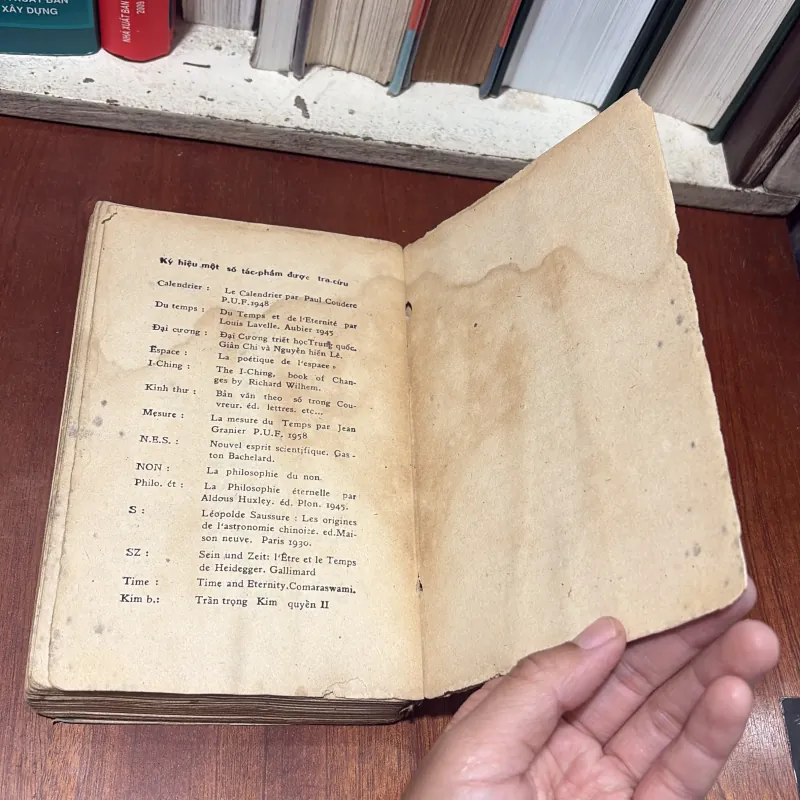 XÂY DỰNG
NHÀ XUẤT BẢN
2009
Ký hiệu một số tác-phẩm được tra.cứu
Calendrier : Le Calendrier par Paul Coudere
P.U.F.1948
Du temps : Du Temps et de l'Eternité par
Louis Lavelle. Aubier 1945
Đại cương : Đại Cương triết học Trung quốc.
Giản Chi và Nguyễn hiến Lê.
Espace : La poétique de l'espace »
I-Ching : The I-Ching, book of Chan-
ges by Richard Wilhem.
Kinh thư : Bản văn theo số trong Cou-
vreur. éd. lettres. etc...
Mesure : La mesure du Temps par Jean
Granier P.U.F. 1958
N.E.S. : Nouvel esprit scientifique. Gas-
ton Bachelard.
NON : La philosophie du non.
Philo. ét : La Philosophie éternelle par
Aldous Huxley. éd. Plon. 1945.
S : Léopolde Saussure : Les origines
de l'astronomie chinoise. ed.Mai-
son neuve. Paris 1930.
SZ : Sein und Zeit: l'Être et le Temps
de Heidegger. Gallimard
Time : Time and Eternity.Comaraswami.
Kim b.: Trần trọng Kim quyển II